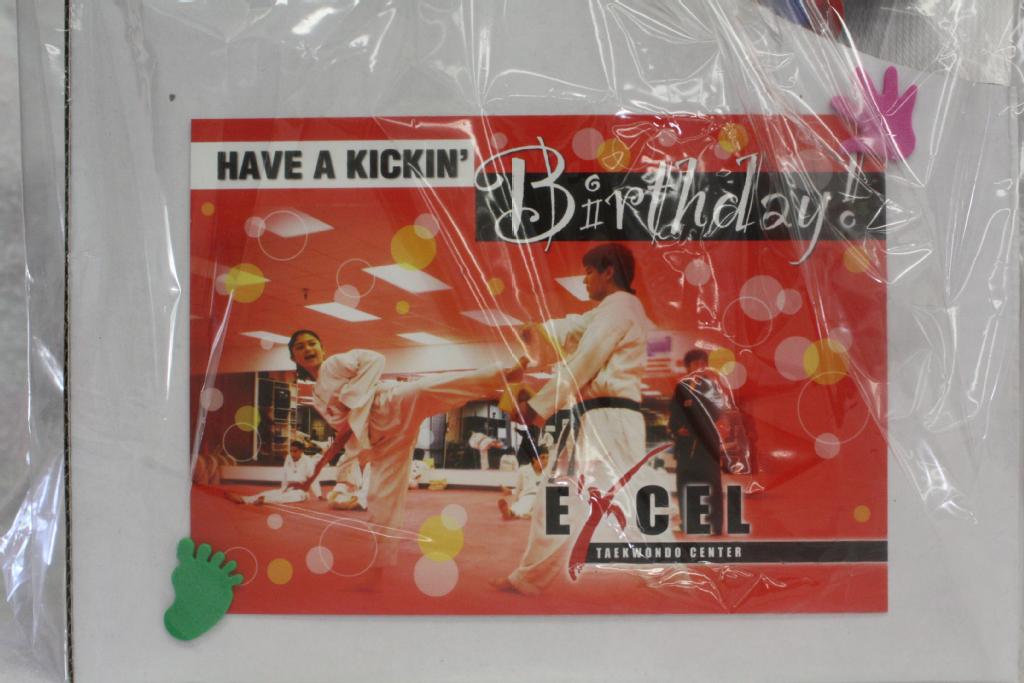 HAVE A KICKIN'
Birthday!
EXCEL
TAEKWONDO CENTER